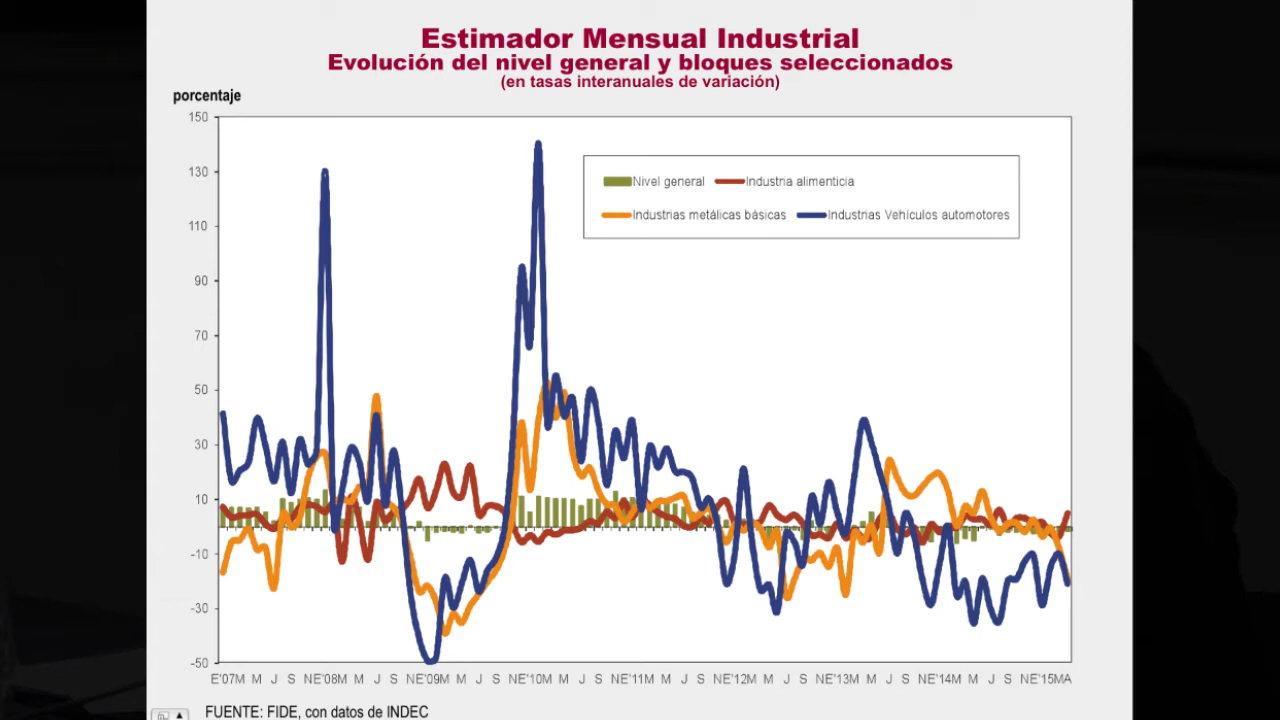 Estimador Mensual Industrial
Evolución del nivel general y bloques seleccionados
(en tasas interanuales de variación)
porcentaje
150
130
110
90
70
50
30
10
-10
-30
-50
Nivel general Industria alimenticia
Industrias metálicas básicas Industrias Vehículos automotores
E'07M M J S NE'08M M J S NE'09M M J S NE'10M M J S NE'11M M J S NE'12M M J S NE'13M M J S NE'14M M J S NE'15MA
FUENTE: FIDE, con datos de INDEC